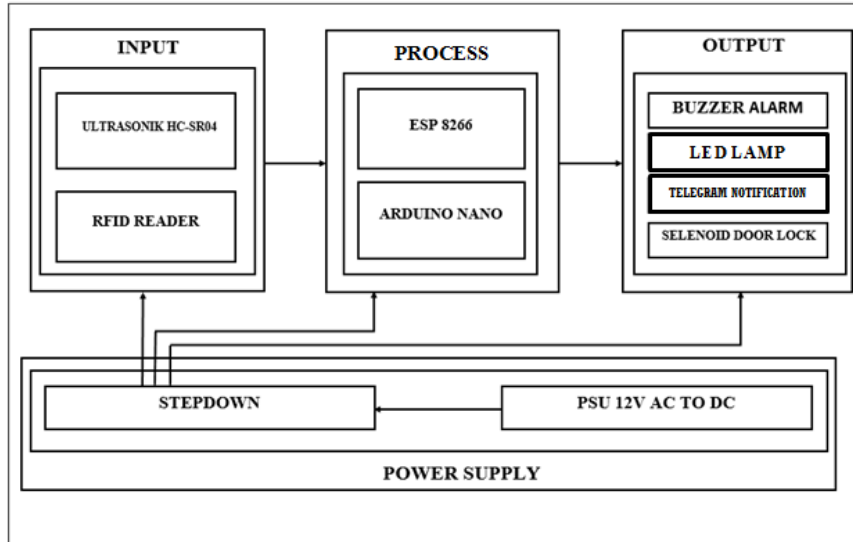 INPUT
ULTRASONIK HC-SR04
RFID READER
PROCESS
ESP 8266
ARDUINO NANO
OUTPUT
BUZZER ALARM
LED LAMP
TELEGRAM NOTIFICATION
SELENOID DOOR LOCK
STEPDOWN
PSU 12V AC TO DC
POWER SUPPLY